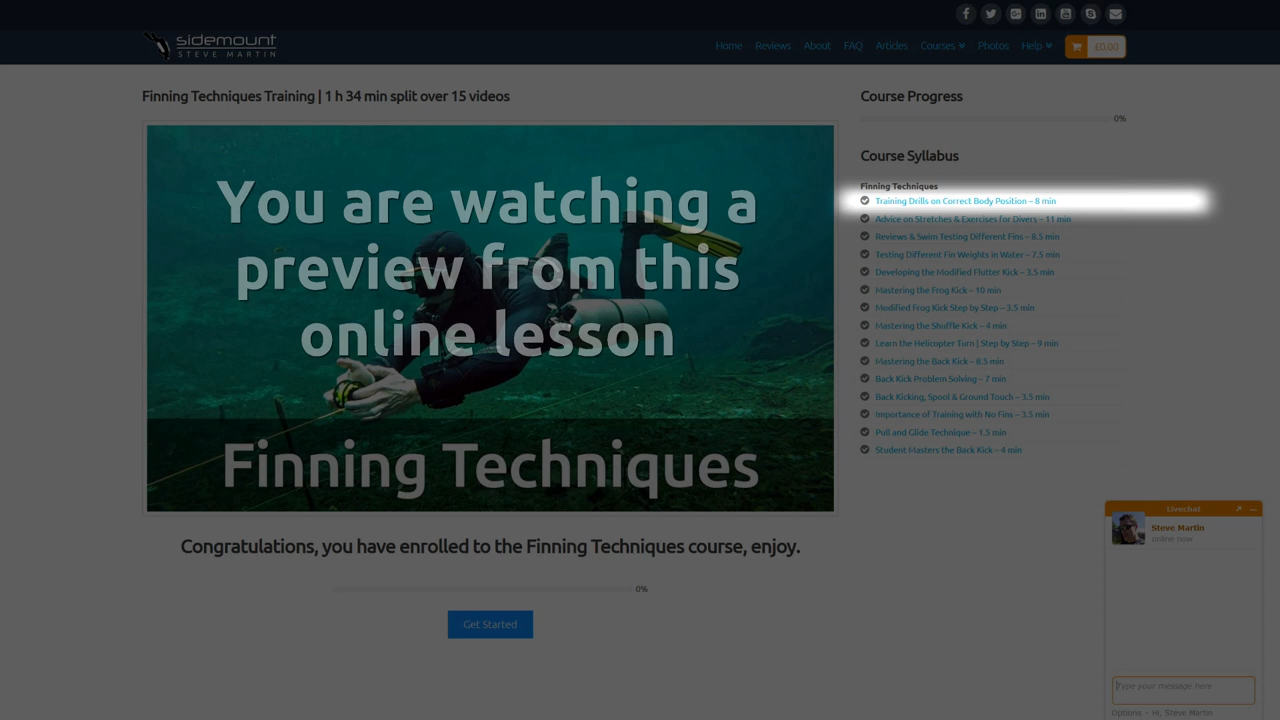 sidemount
STEVE MARTIN
Home Reviews About FAQ Articles Courses Photos Help £0.00
Finning Techniques Training | 1 h 34 min split over 15 videos
You are watching a
preview from this
online lesson
Finning Techniques
Congratulations, you have enrolled to the Finning Techniques course, enjoy.
0%
Get Started
Course Progress
0%
Course Syllabus
Finning Techniques
Training Drills on Correct Body Position – 8 min
Advice on Stretches & Exercises for Divers – 11 min
Reviews & Swim Testing Different Fins – 8.5 min
Testing Different Fin Weights in Water – 7.5 min
Developing the Modified Flutter Kick – 3.5 min
Mastering the Frog Kick – 10 min
Modified Frog Kick Step by Step – 3.5 min
Mastering the Shuffle Kick – 4 min
Learn the Helicopter Turn | Step by Step – 9 min
Mastering the Back Kick – 8.5 min
Back Kick Problem Solving – 7 min
Back Kicking, Spool & Ground Touch – 3.5 min
Importance of Training with No Fins – 3.5 min
Pull and Glide Technique – 1.5 min
Student Masters the Back Kick – 4 min
Livechat
Steve Martin
online now
Type your message here
Options - Hi, Steve Martin